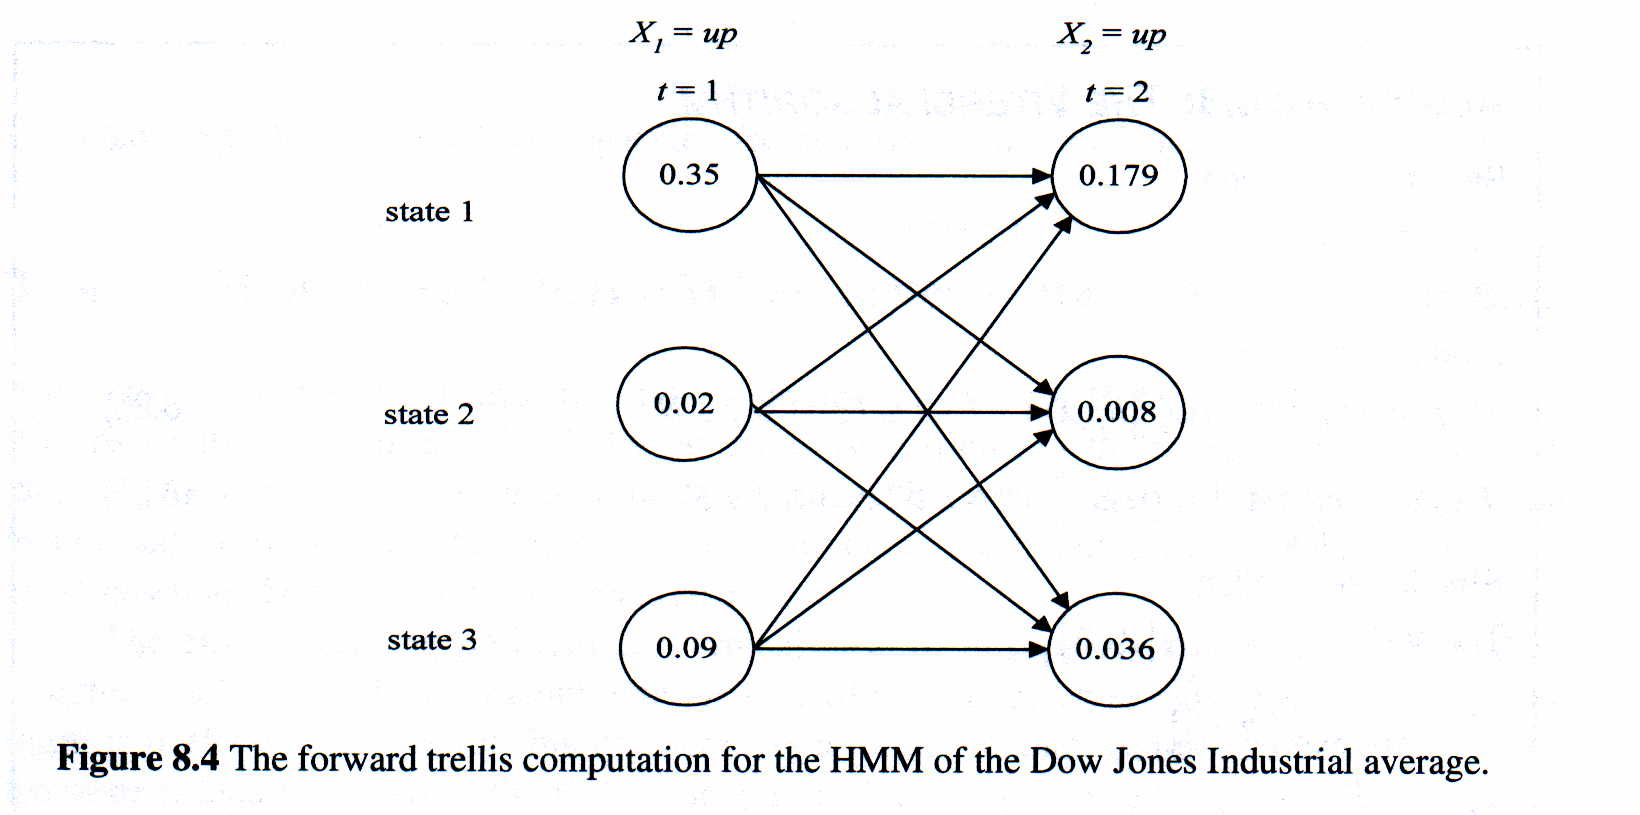 X₁ = up X₂ = up
t = 1 t = 2
0.35 0.179
state 1
0.02 0.008
state 2
0.09 0.036
state 3
Figure 8.4 The forward trellis computation for the HMM of the Dow Jones Industrial average.